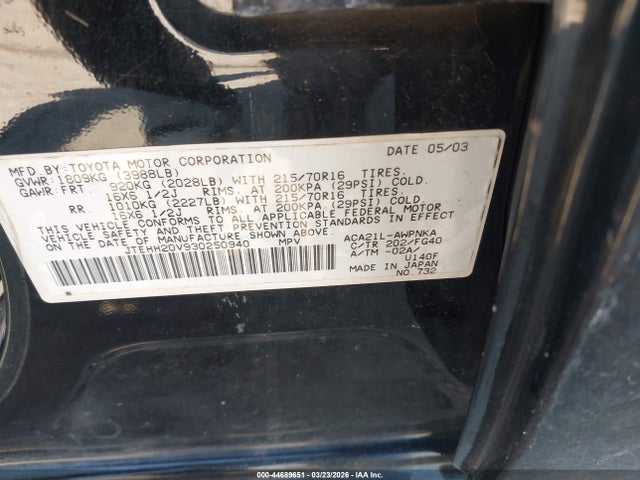 MFD.BY:TOYOTA MOTOR CORPORATION DATE 05/03
GVWR:1809KG (3988LB)
GAWR:FRT. 920KG (2028LB) WITH 215/70R16 TIRES,
16X6 1/2J RIMS, AT 200KPA (29PSI) COLD.
RR. 1010KG (2227LB) WITH 215/70R16 TIRES,
16X6 1/2J RIMS, AT 200KPA (29PSI) COLD.
THIS VEHICLE CONFORMS TO ALL APPLICABLE FEDERAL MOTOR
VEHICLE SAFETY AND THEFT PREVENTION STANDARDS IN EFFECT
ON THE DATE OF MANUFACTURE SHOWN ABOVE.
JTEHH20V930250940 MPV
ACA21L-AWPNKA
C/TR 202/FG40
A/TM -02A/ U140F
MADE IN JAPAN
NO.732
000-44689651 - 03/23/2026 - IAAI.COM